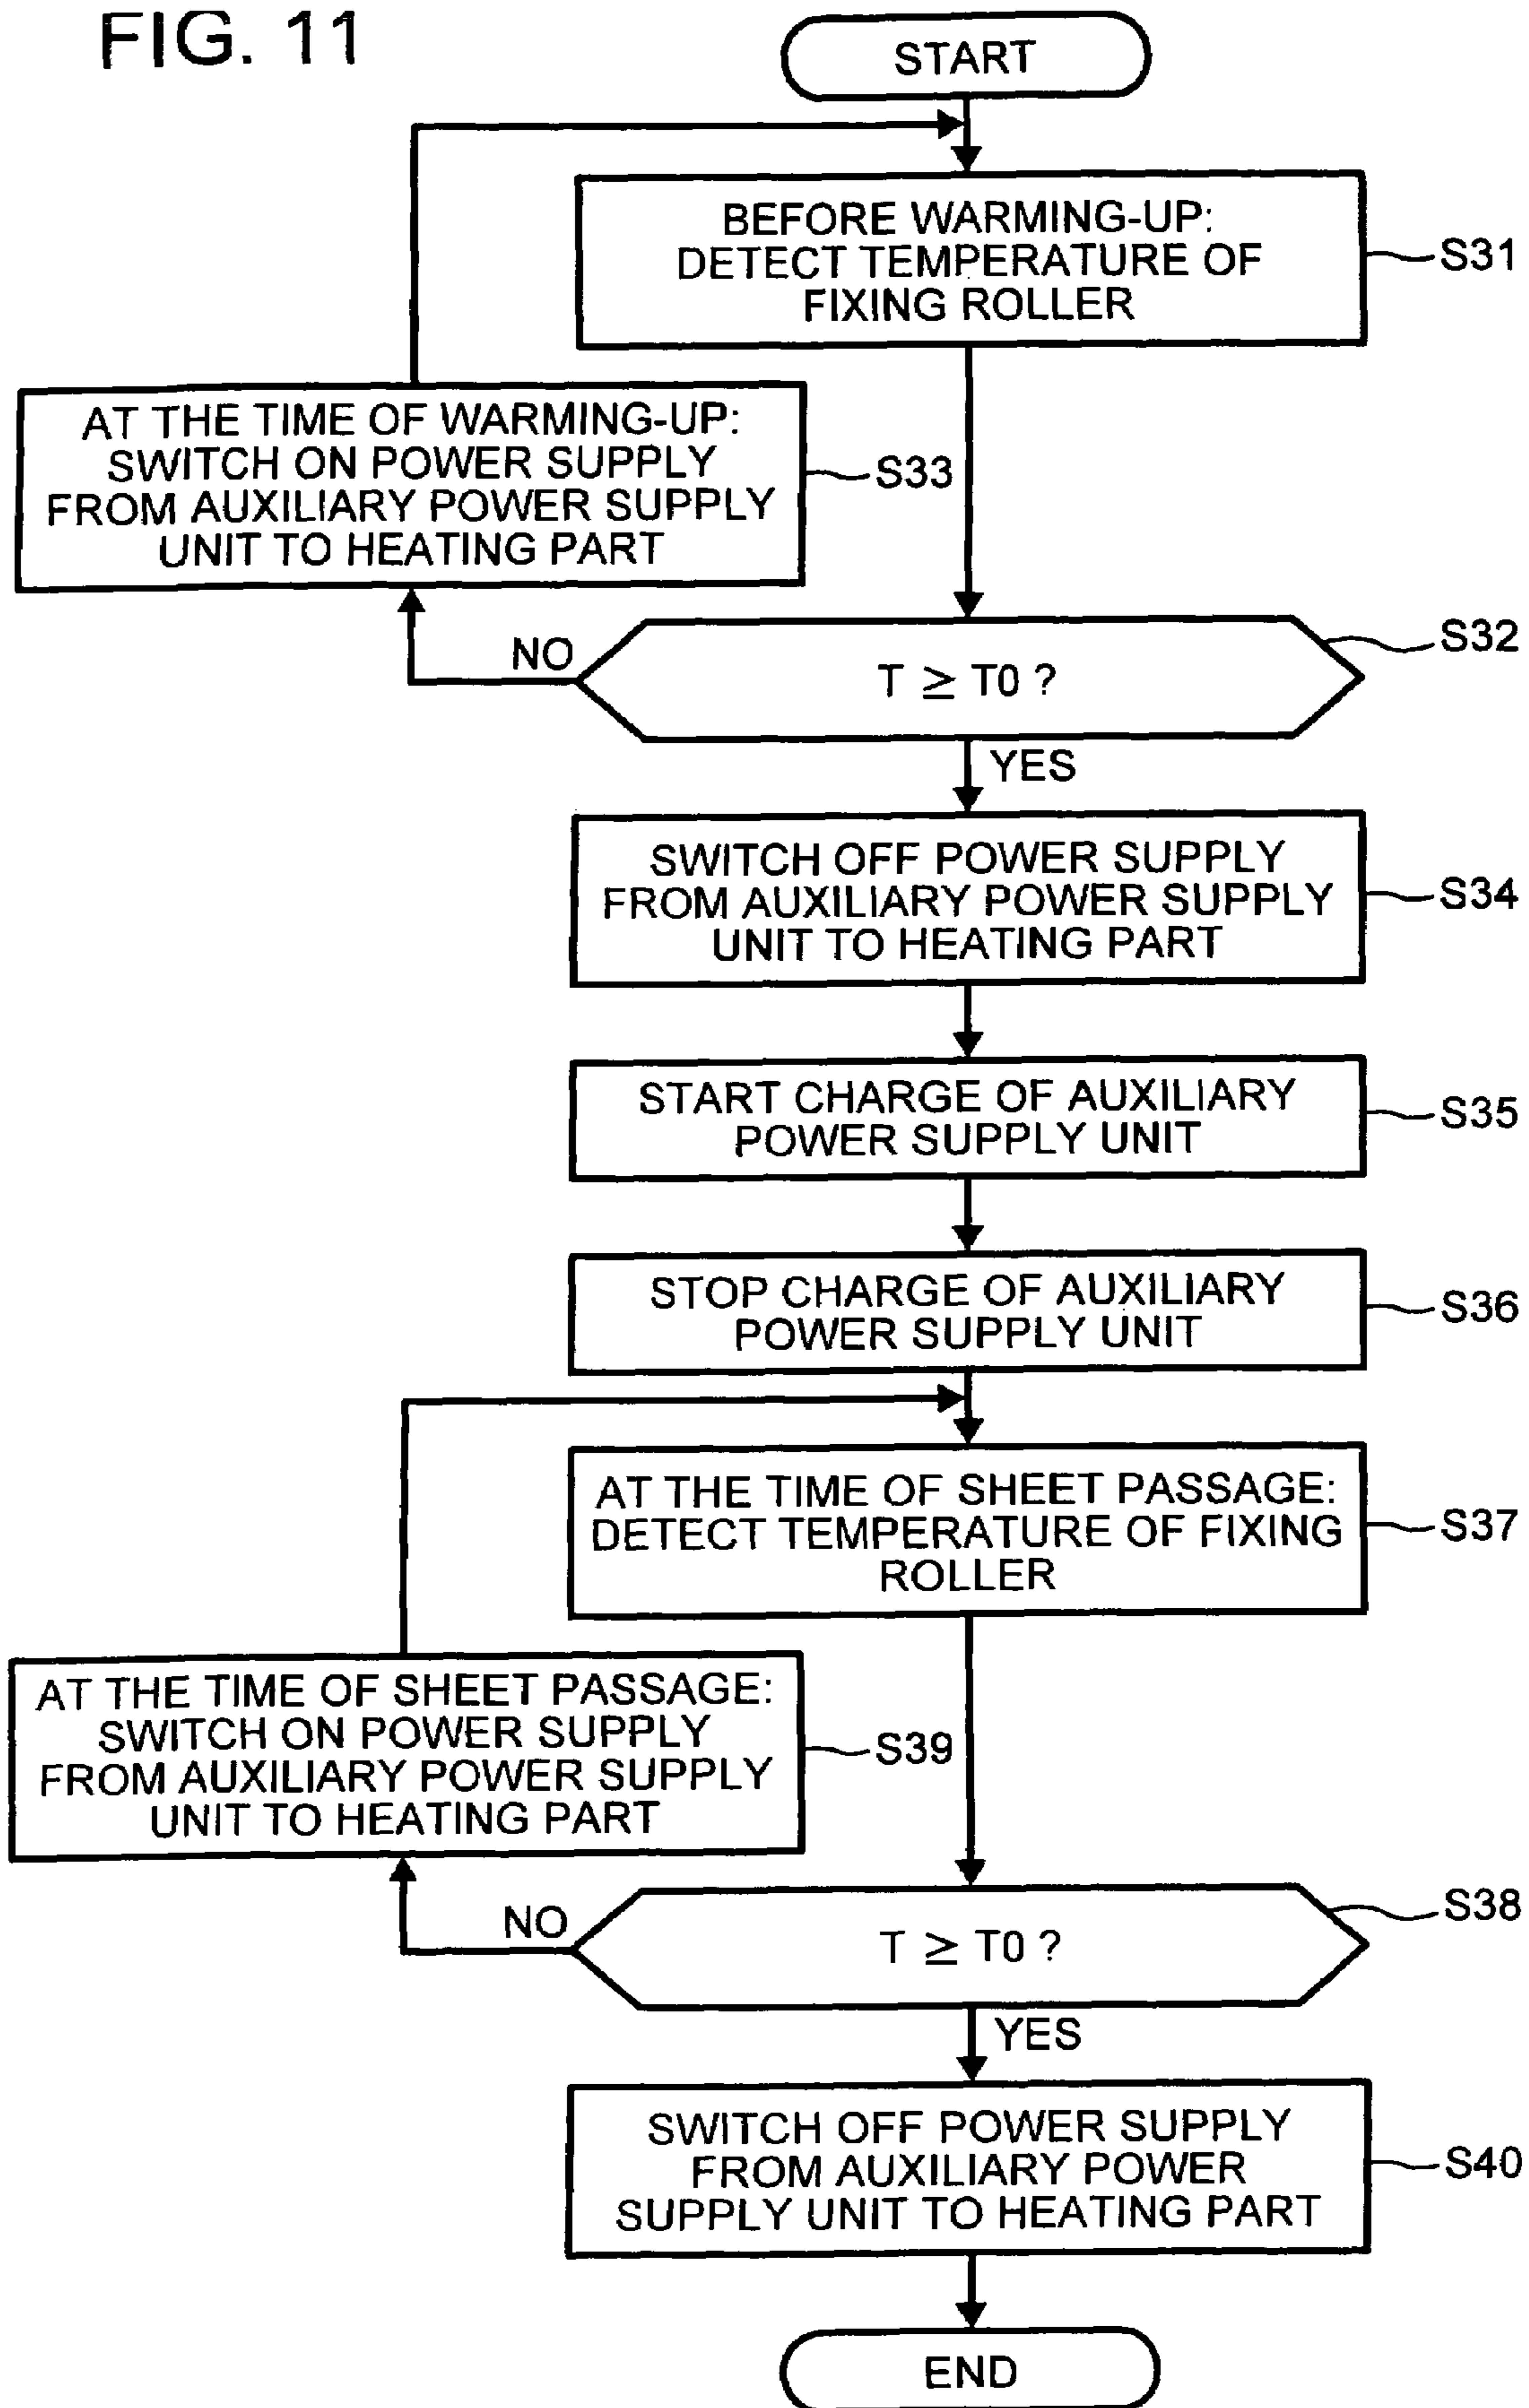 FIG. 11
START
BEFORE WARMING-UP:
DETECT TEMPERATURE OF
FIXING ROLLER
S31
AT THE TIME OF WARMING-UP:
SWITCH ON POWER SUPPLY
FROM AUXILIARY POWER SUPPLY
UNIT TO HEATING PART
S33
S32
NO
T ≥ T0 ?
YES
SWITCH OFF POWER SUPPLY
FROM AUXILIARY POWER SUPPLY
UNIT TO HEATING PART
S34
START CHARGE OF AUXILIARY
POWER SUPPLY UNIT
S35
STOP CHARGE OF AUXILIARY
POWER SUPPLY UNIT
S36
AT THE TIME OF SHEET PASSAGE:
DETECT TEMPERATURE OF FIXING
ROLLER
S37
AT THE TIME OF SHEET PASSAGE:
SWITCH ON POWER SUPPLY
FROM AUXILIARY POWER SUPPLY
UNIT TO HEATING PART
S39
S38
NO
T ≥ T0 ?
YES
SWITCH OFF POWER SUPPLY
FROM AUXILIARY POWER
SUPPLY UNIT TO HEATING PART
S40
END